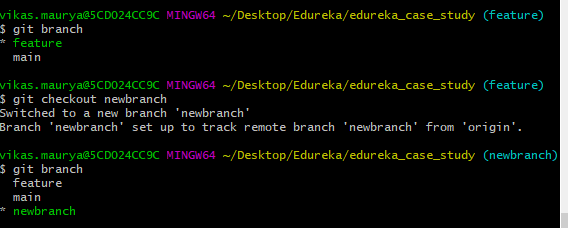 vikas.maurya@5CD024CC9C MINGW64 ~/Desktop/Edureka/edureka_case_study (feature)
$ git branch
* feature
  main
vikas.maurya@5CD024CC9C MINGW64 ~/Desktop/Edureka/edureka_case_study (feature)
$ git checkout newbranch
Switched to a new branch 'newbranch'
Branch 'newbranch' set up to track remote branch 'newbranch' from 'origin'.
vikas.maurya@5CD024CC9C MINGW64 ~/Desktop/Edureka/edureka_case_study (newbranch)
$ git branch
  feature
  main
* newbranch